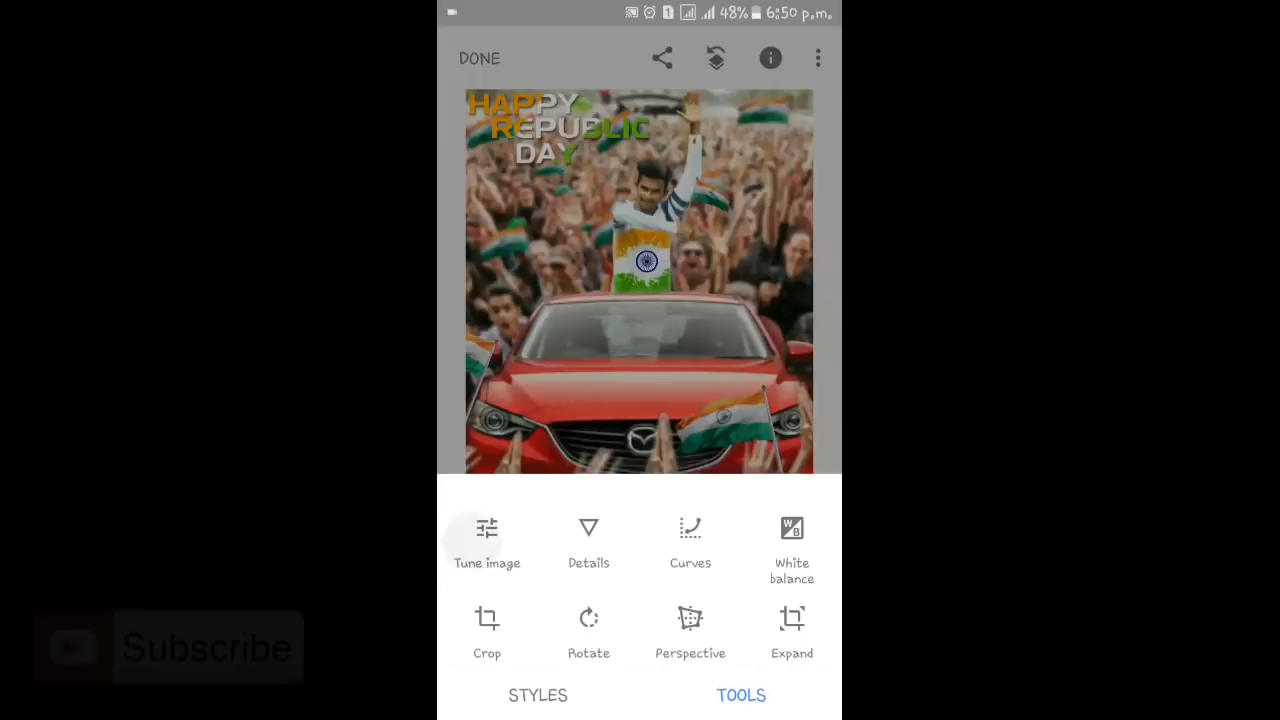 48% 6:50 p.m.
DONE
HAPPY
REPUBLIC
DAY
Tune image
Details
Curves
White
balance
Crop
Rotate
Perspective
Expand
STYLES
TOOLS
Subscribe